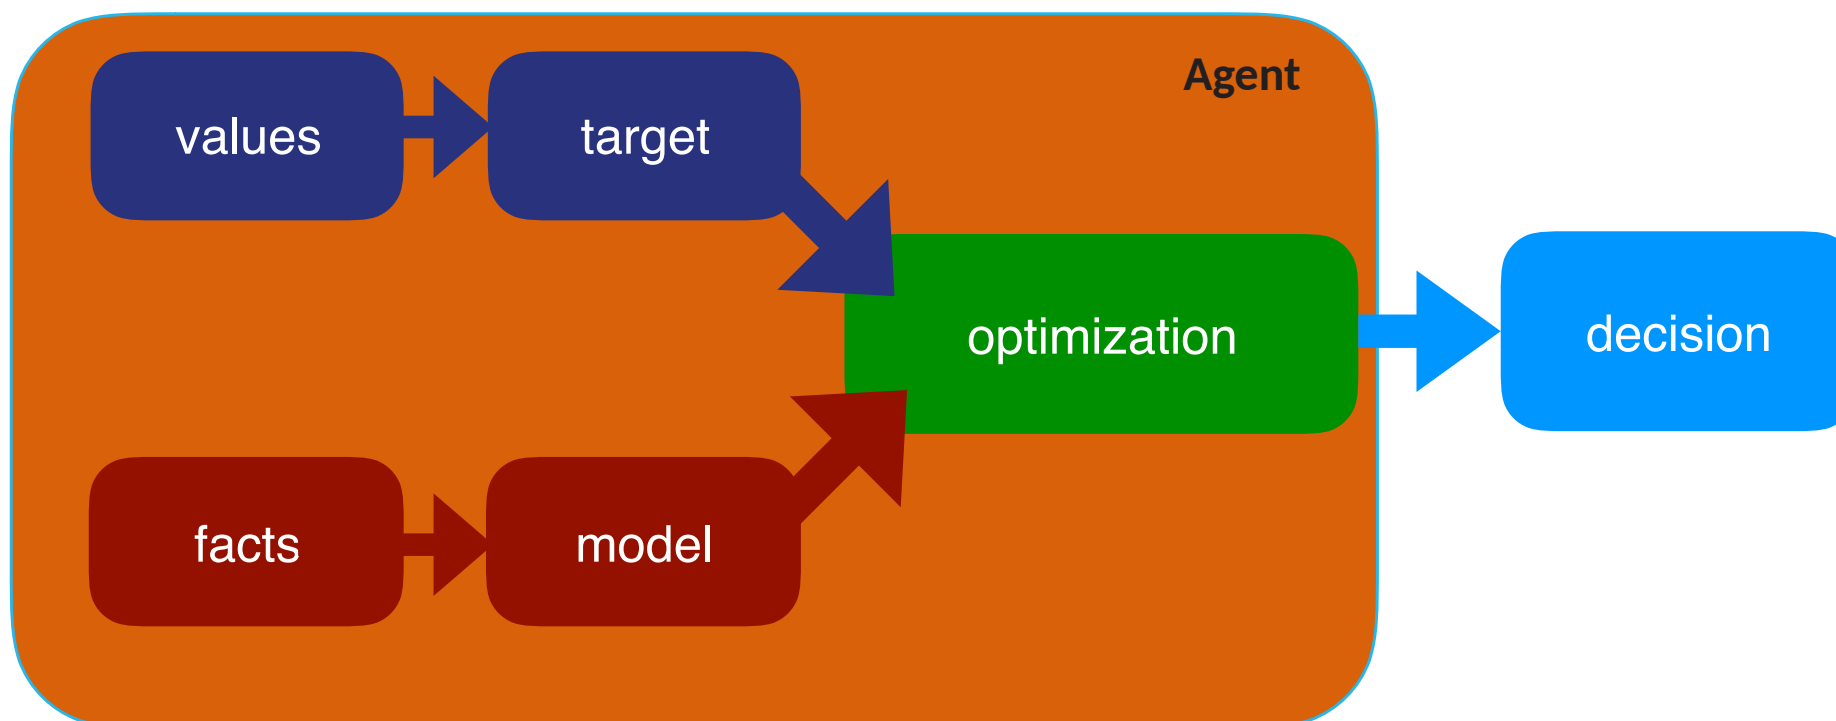 Agent
values
target
optimization
decision
facts
model